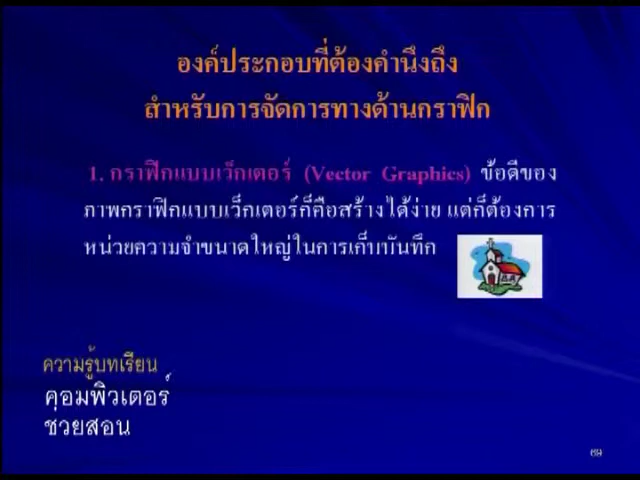 องค์ประกอบที่ต้องคำนึงถึง
สำหรับการจัดการทางด้านกราฟิก
1. กราฟิกแบบเว็กเตอร์ (Vector Graphics) ข้อดีของ
ภาพกราฟิกแบบเว็กเตอร์ก็คือสร้างได้ง่าย แต่ก็ต้องการ
หน่วยความจำขนาดใหญ่ในการเก็บบันทึก
ความรู้บทเรียน
คอมพิวเตอร์
ช่วยสอน
69